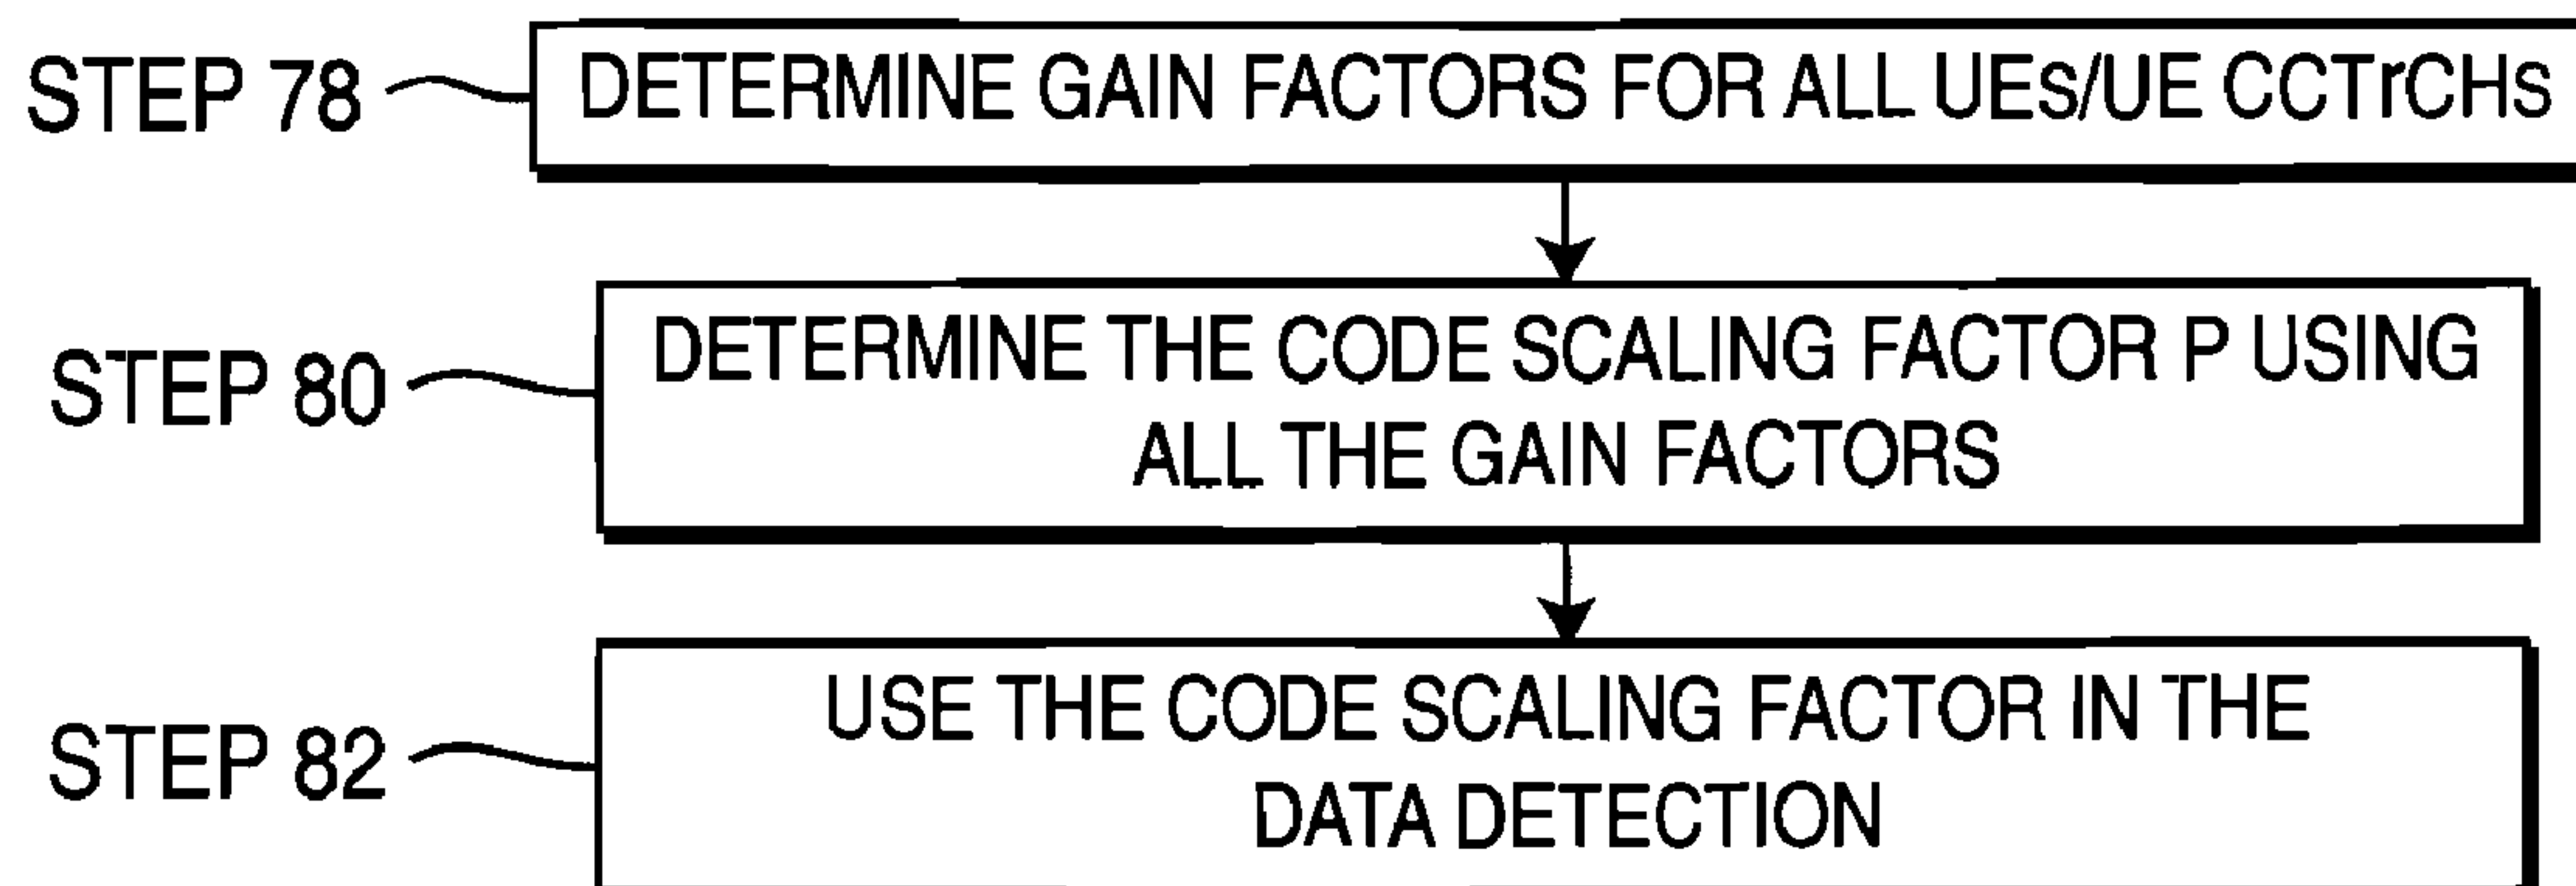 STEP 78
DETERMINE GAIN FACTORS FOR ALL UEs/UE CCTrCHs
STEP 80
DETERMINE THE CODE SCALING FACTOR P USING
ALL THE GAIN FACTORS
STEP 82
USE THE CODE SCALING FACTOR IN THE
DATA DETECTION